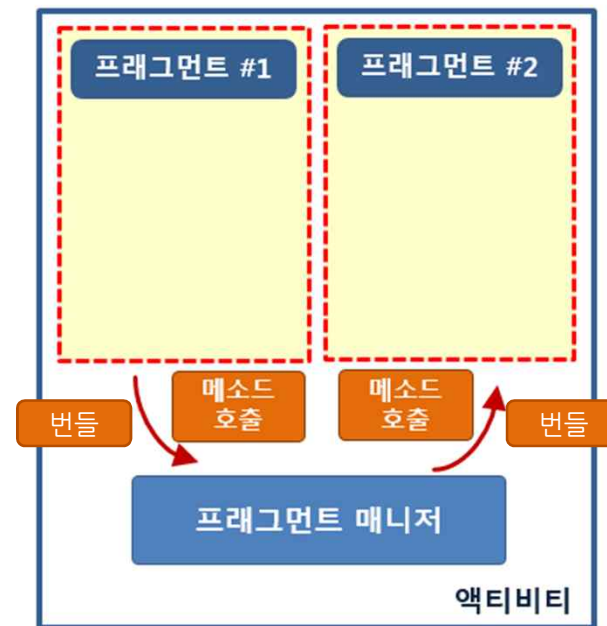 프래그먼트 #1
프래그먼트 #2
메소드
호출
메소드
호출
번들
번들
프래그먼트 매니저
액티비티